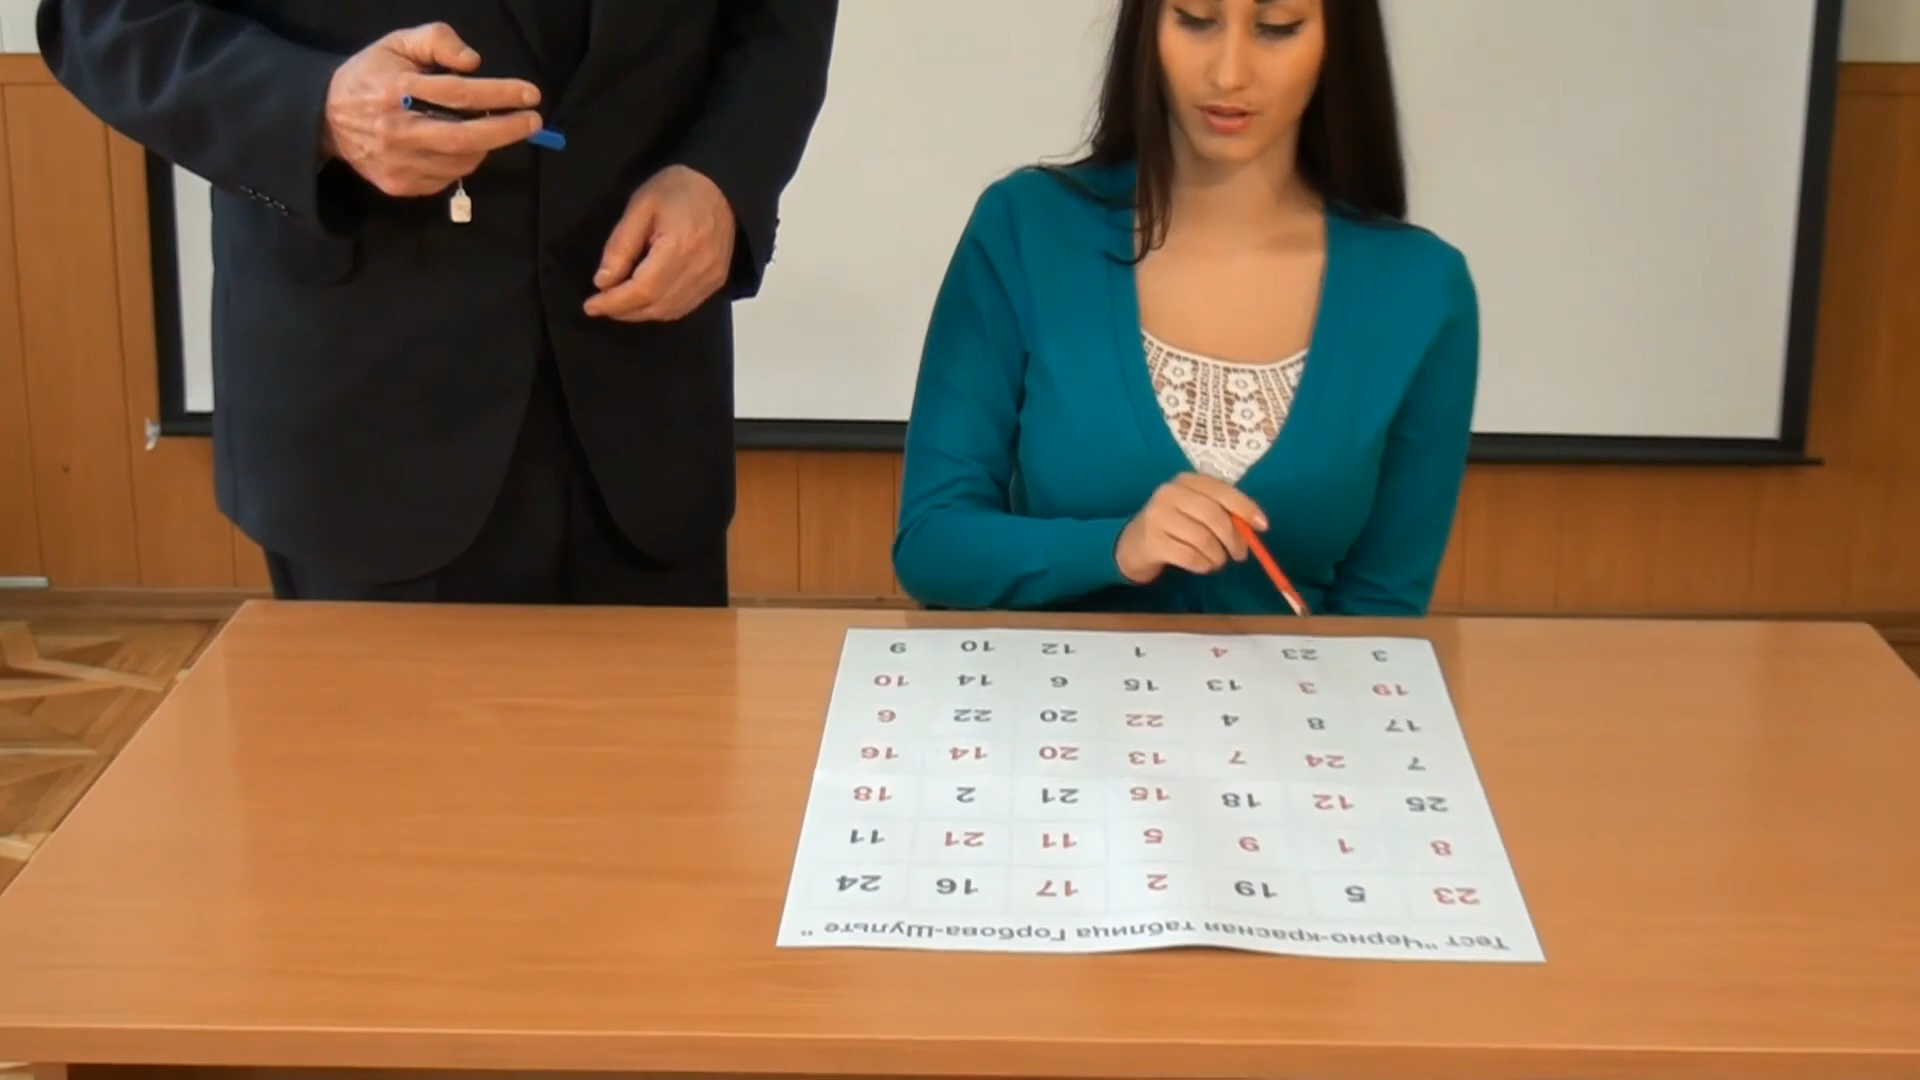 Тест "Черно-красная таблица Горбова-Шульте "
23 5 19 2 17 16 24
8 1 9 5 11 21 11
25 12 18 15 21 2 18
7 24 7 13 20 14 16
17 8 4 22 20 22 6
19 3 13 15 9 14 10
3 23 4 1 12 10 6